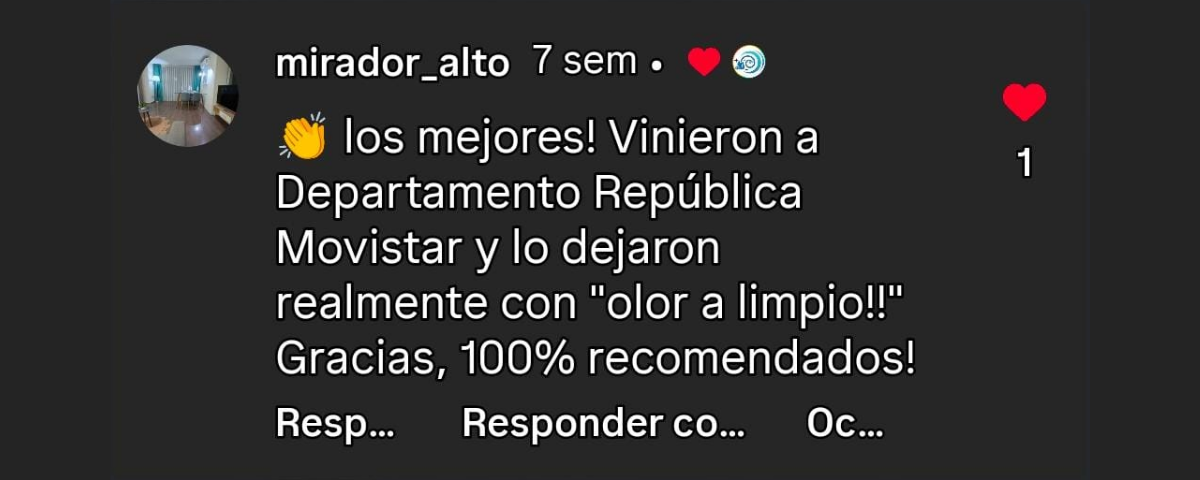 mirador_alto 7 sem •
👏 los mejores! Vinieron a
Departamento República
Movistar y lo dejaron
realmente con "olor a limpio!!"
Gracias, 100% recomendados!
Resp... Responder co... Oc...
1